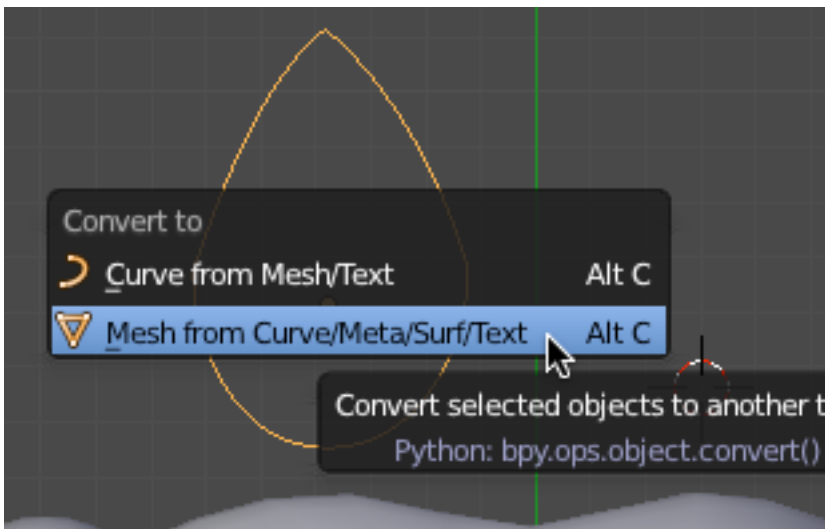 Convert to
Curve from Mesh/Text Alt C
Mesh from Curve/Meta/Surf/Text Alt C
Convert selected objects to another t
Python: bpy.ops.object.convert()